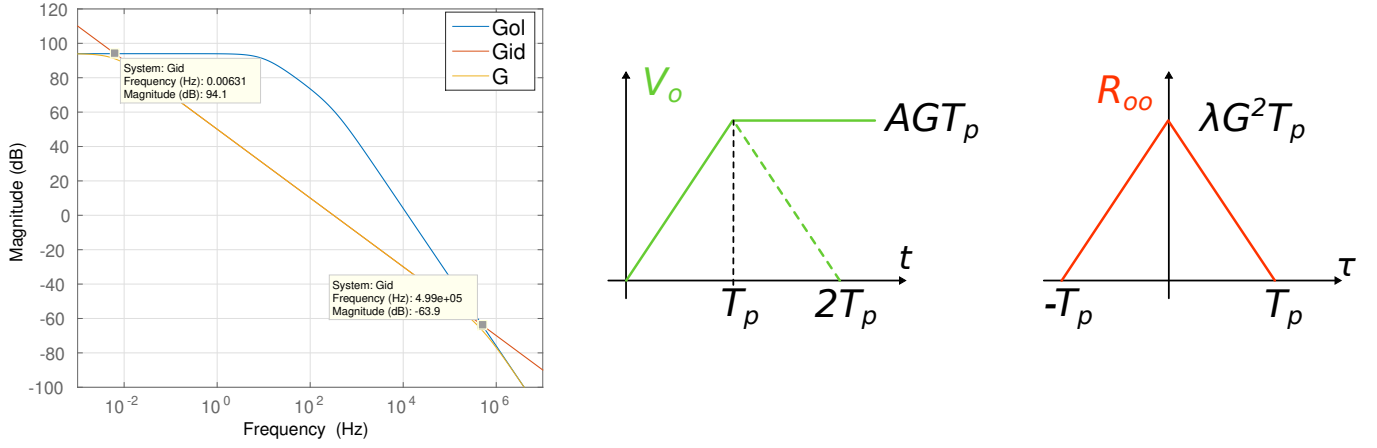 120
100
80
60
40
20
0
-20
-40
-60
-80
-100
Magnitude (dB)
10^-2
10^0
10^2
10^4
10^6
Frequency (Hz)
Gol
Gid
G
System: Gid
Frequency (Hz): 0.00631
Magnitude (dB): 94.1
System: Gid
Frequency (Hz): 4.99e+05
Magnitude (dB): -63.9
V_o
AGT_p
t
T_p
2T_p
R_oo
λG²T_p
τ
-T_p
T_p